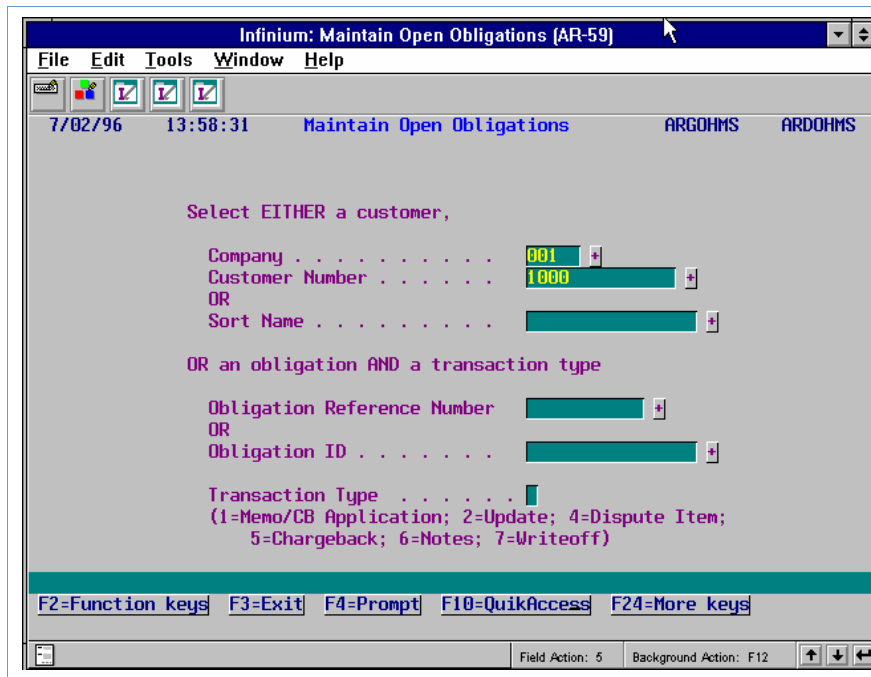 Infinium: Maintain Open Obligations (AR-59)
File Edit Tools Window Help
7/02/96 13:58:31 Maintain Open Obligations ARGOHMS ARDOHMS
Select EITHER a customer,
Company . . . . . . . . . . 001 +
Customer Number . . . . . . 1000 +
OR
Sort Name . . . . . . . . . +
OR an obligation AND a transaction type
Obligation Reference Number +
OR
Obligation ID . . . . . . . +
Transaction Type . . . . . .
(1=Memo/CB Application; 2=Update; 4=Dispute Item;
5=Chargeback; 6=Notes; 7=Writeoff)
F2=Function keys F3=Exit F4=Prompt F10=QuikAccess F24=More keys
Field Action: 5 Background Action: F12